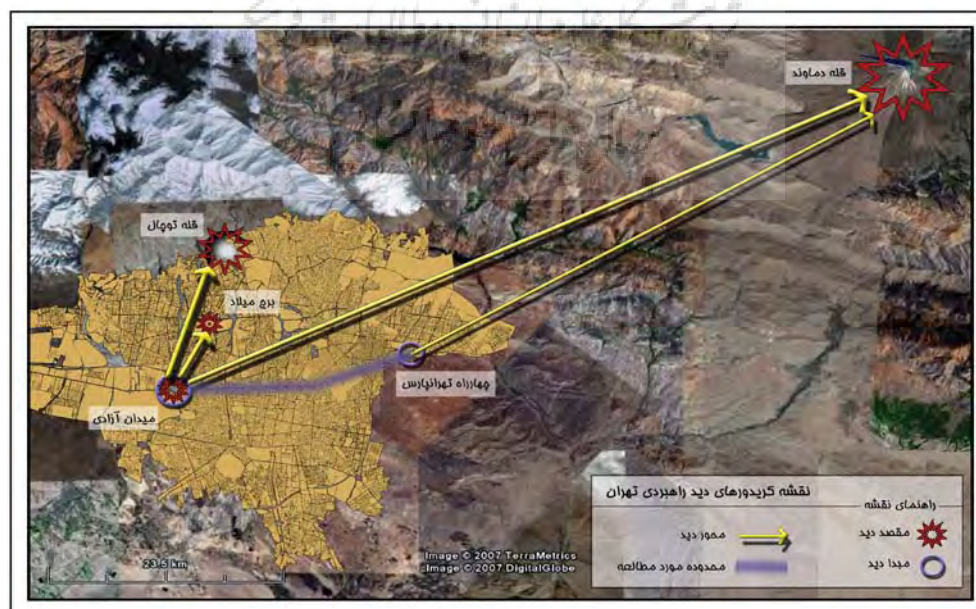 قله دماوند
قله توچال
برج میلاد
چهارراه تهرانپارس
میدان آزادی
نقشه کریدورهای دید راهبردی تهران
راهنمای نقشه
محور دید
مقصد دید
محدوده مورد مطالعه
مبدا دید
Image © 2007 TerraMetrics
Image © 2007 DigitalGlobe
23.5 km